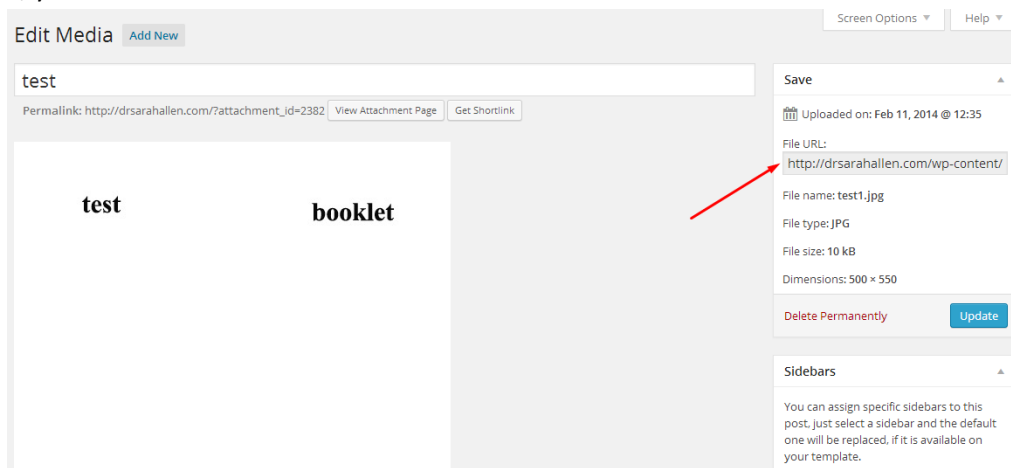 Screen Options ▼ Help ▼
Edit Media Add New
test
Permalink: http://drsarahallen.com/?attachment_id=2382 View Attachment Page Get Shortlink
test
booklet
Save
Uploaded on: Feb 11, 2014 @ 12:35
File URL:
http://drsarahallen.com/wp-content/
File name: test1.jpg
File type: JPG
File size: 10 kB
Dimensions: 500 × 550
Delete Permanently Update
Sidebars
You can assign specific sidebars to this
post, just select a sidebar and the default
one will be replaced, if it is available on
your template.